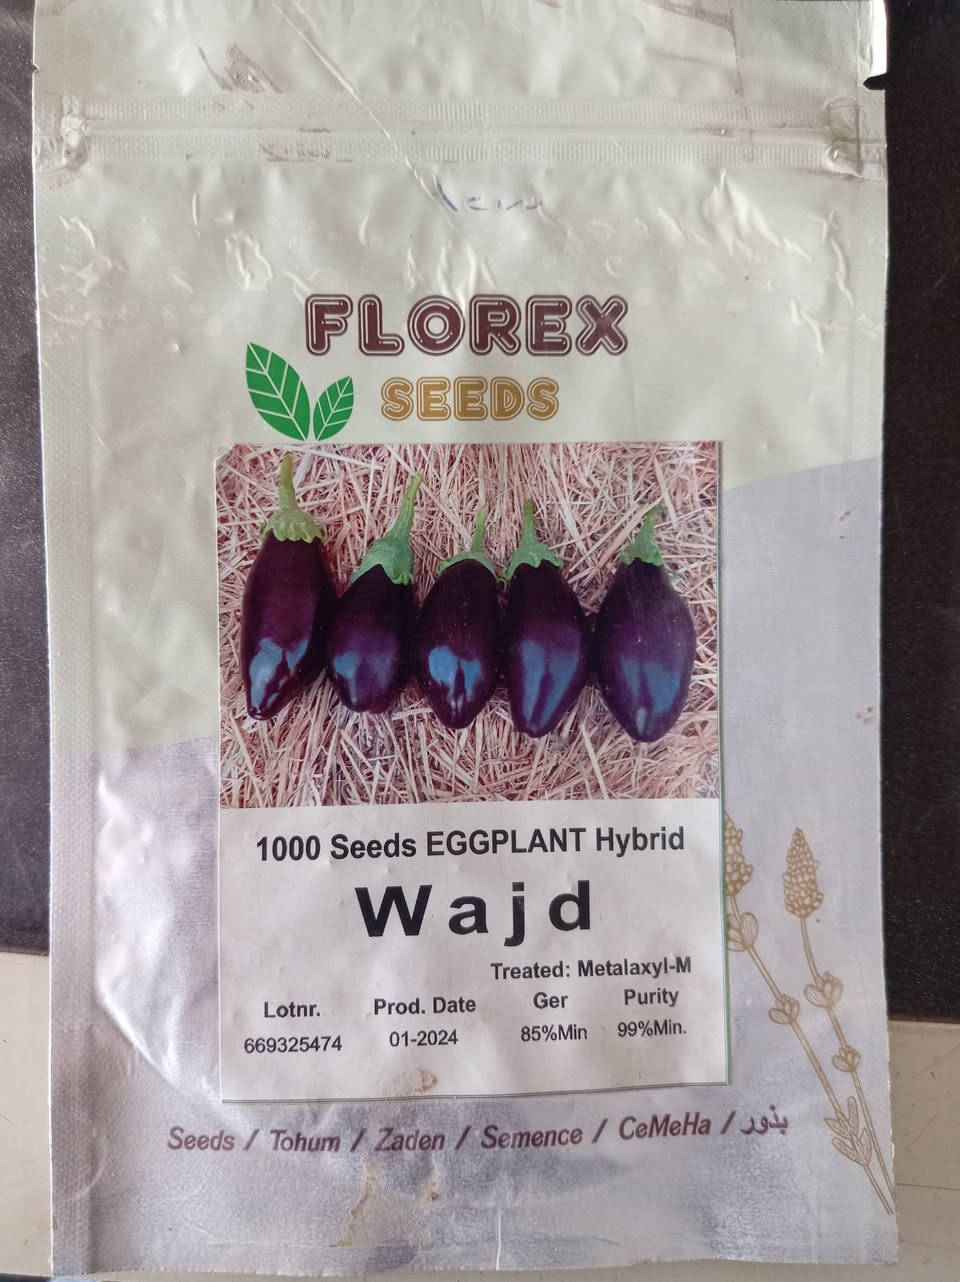 FLOREX
SEEDS
1000 Seeds EGGPLANT Hybrid
Wajd
Treated: Metalaxyl-M
Lotnr. Prod. Date Ger Purity
669325474 01-2024 85%Min 99%Min.
Seeds / Tohum / Zaden / Semence / CeMeHa / بذور